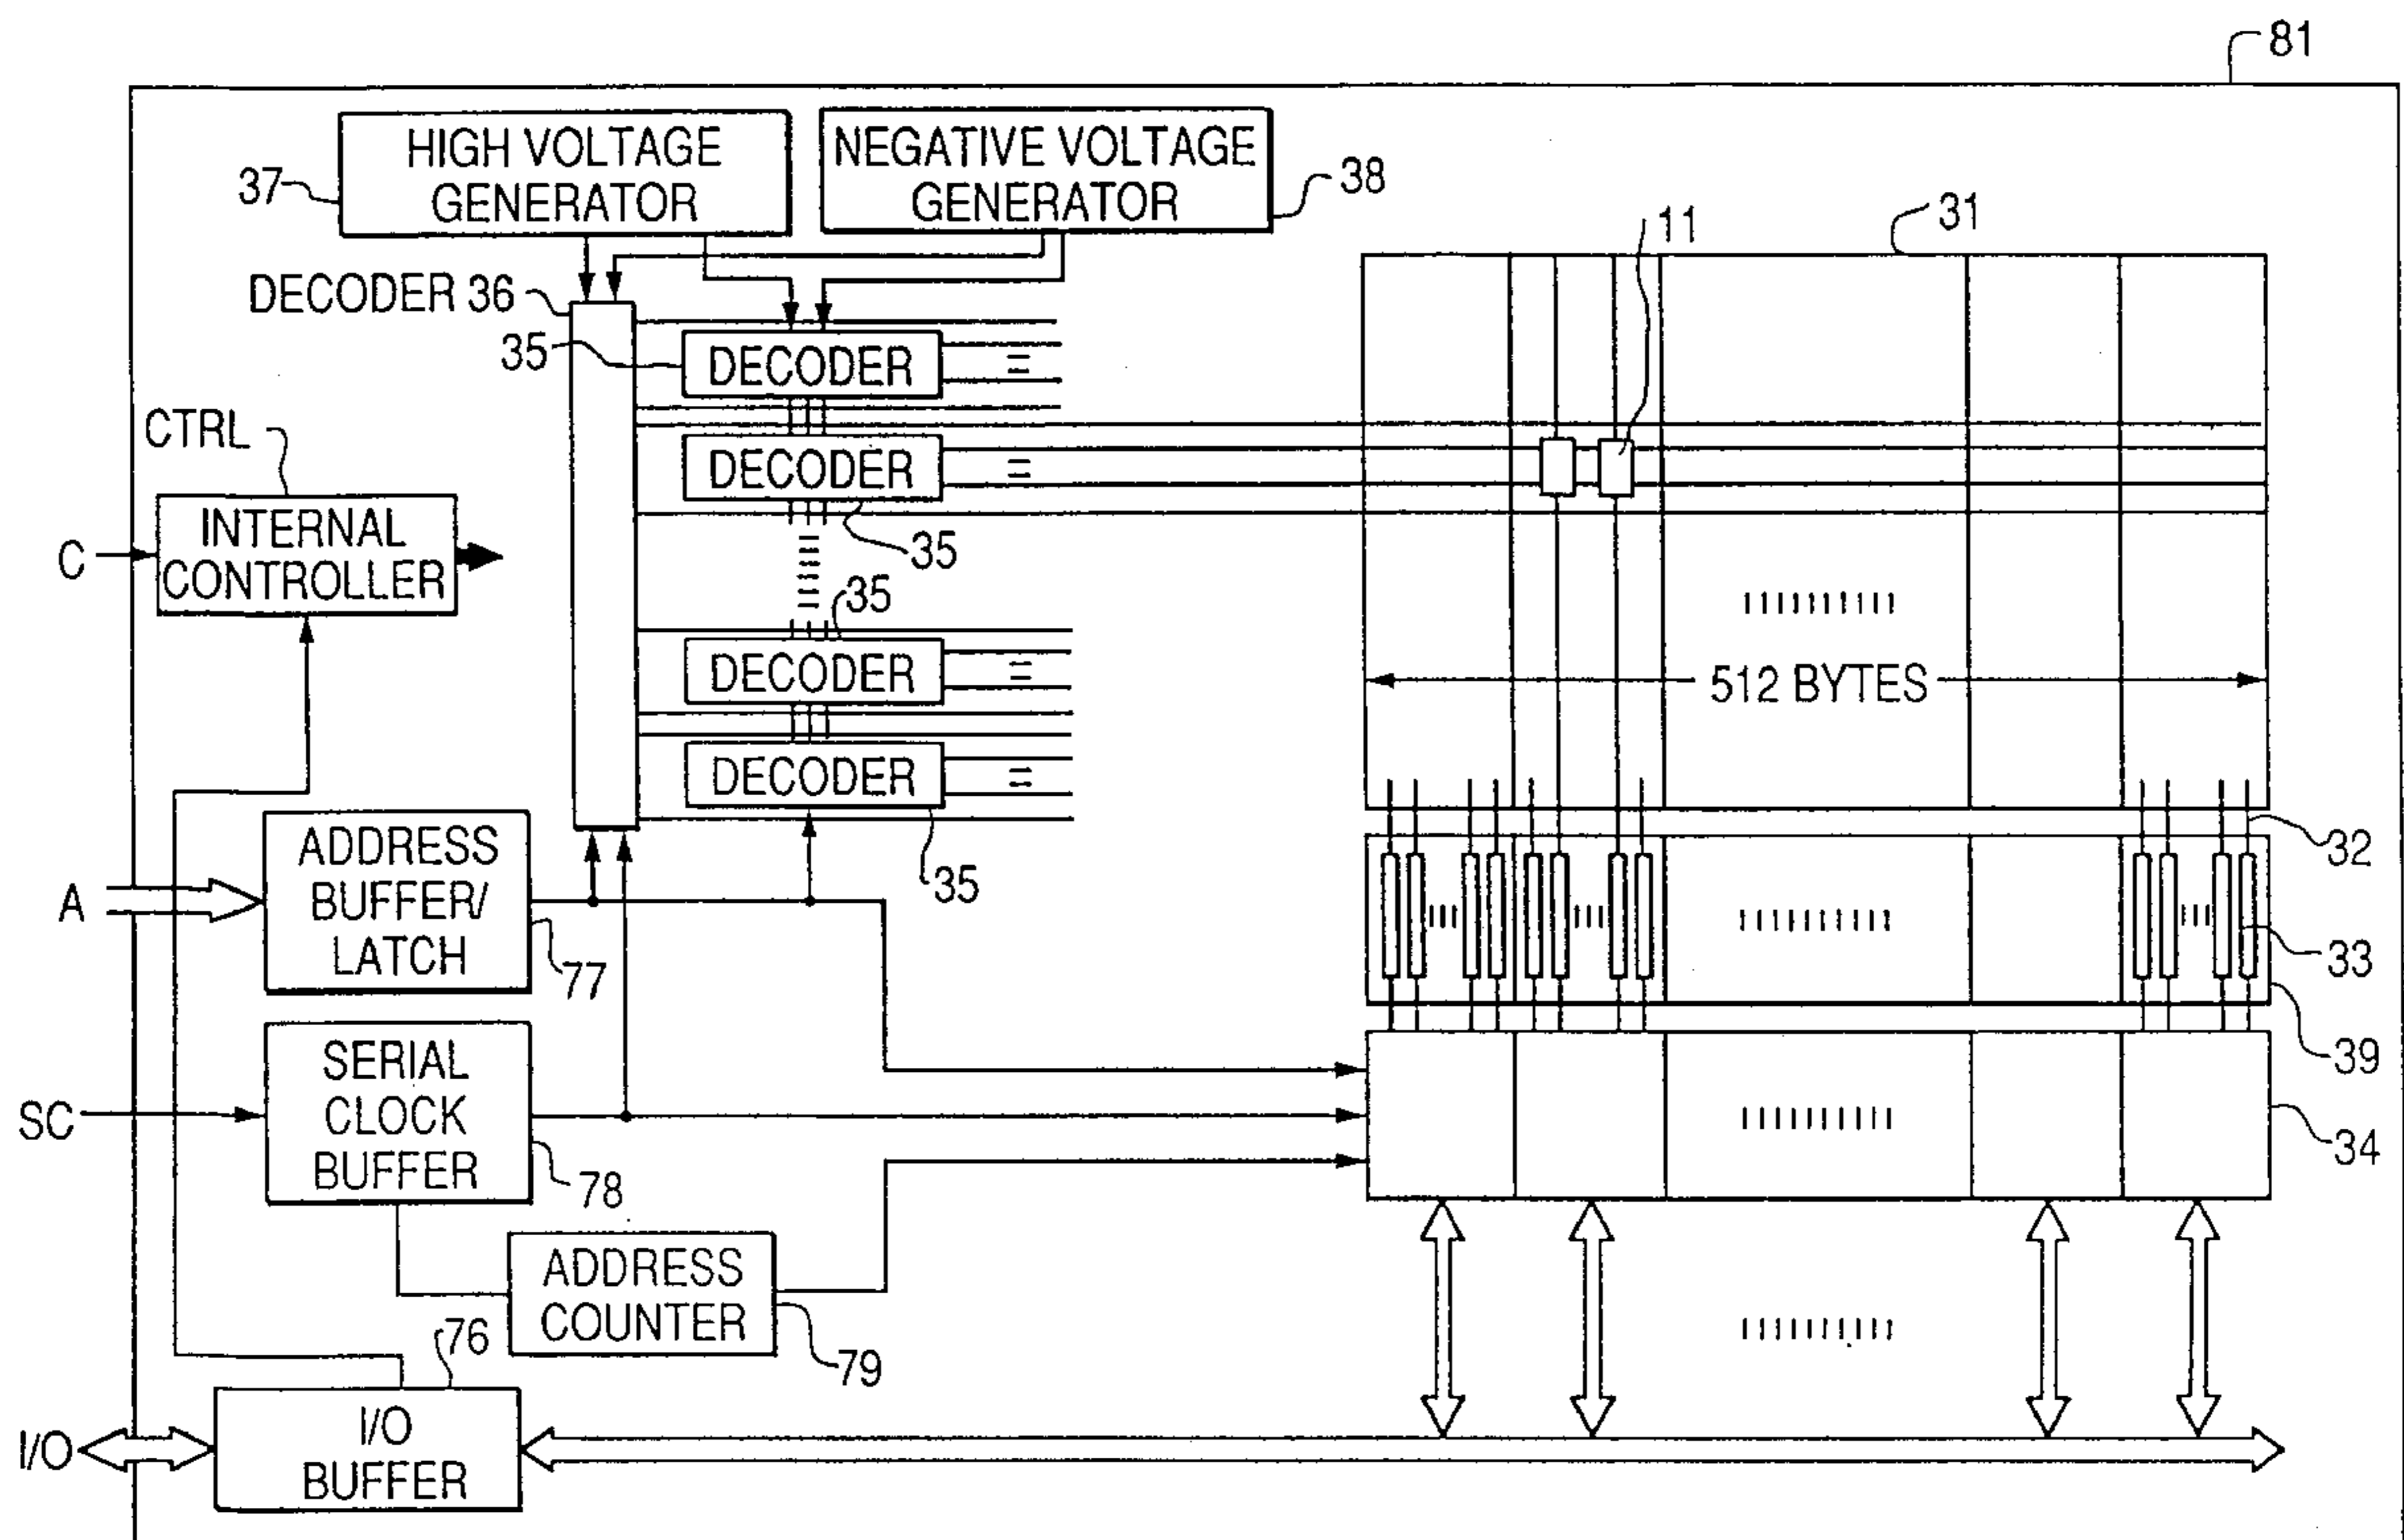 81
HIGH VOLTAGE
GENERATOR
37
NEGATIVE VOLTAGE
GENERATOR
38
11
31
DECODER 36
35
DECODER
CTRL
DECODER
INTERNAL
CONTROLLER
C
35
35
DECODER
512 BYTES
DECODER
35
32
ADDRESS
BUFFER/
LATCH
A
77
33
39
SERIAL
CLOCK
BUFFER
SC
78
34
ADDRESS
COUNTER
79
76
I/O
I/O
BUFFER